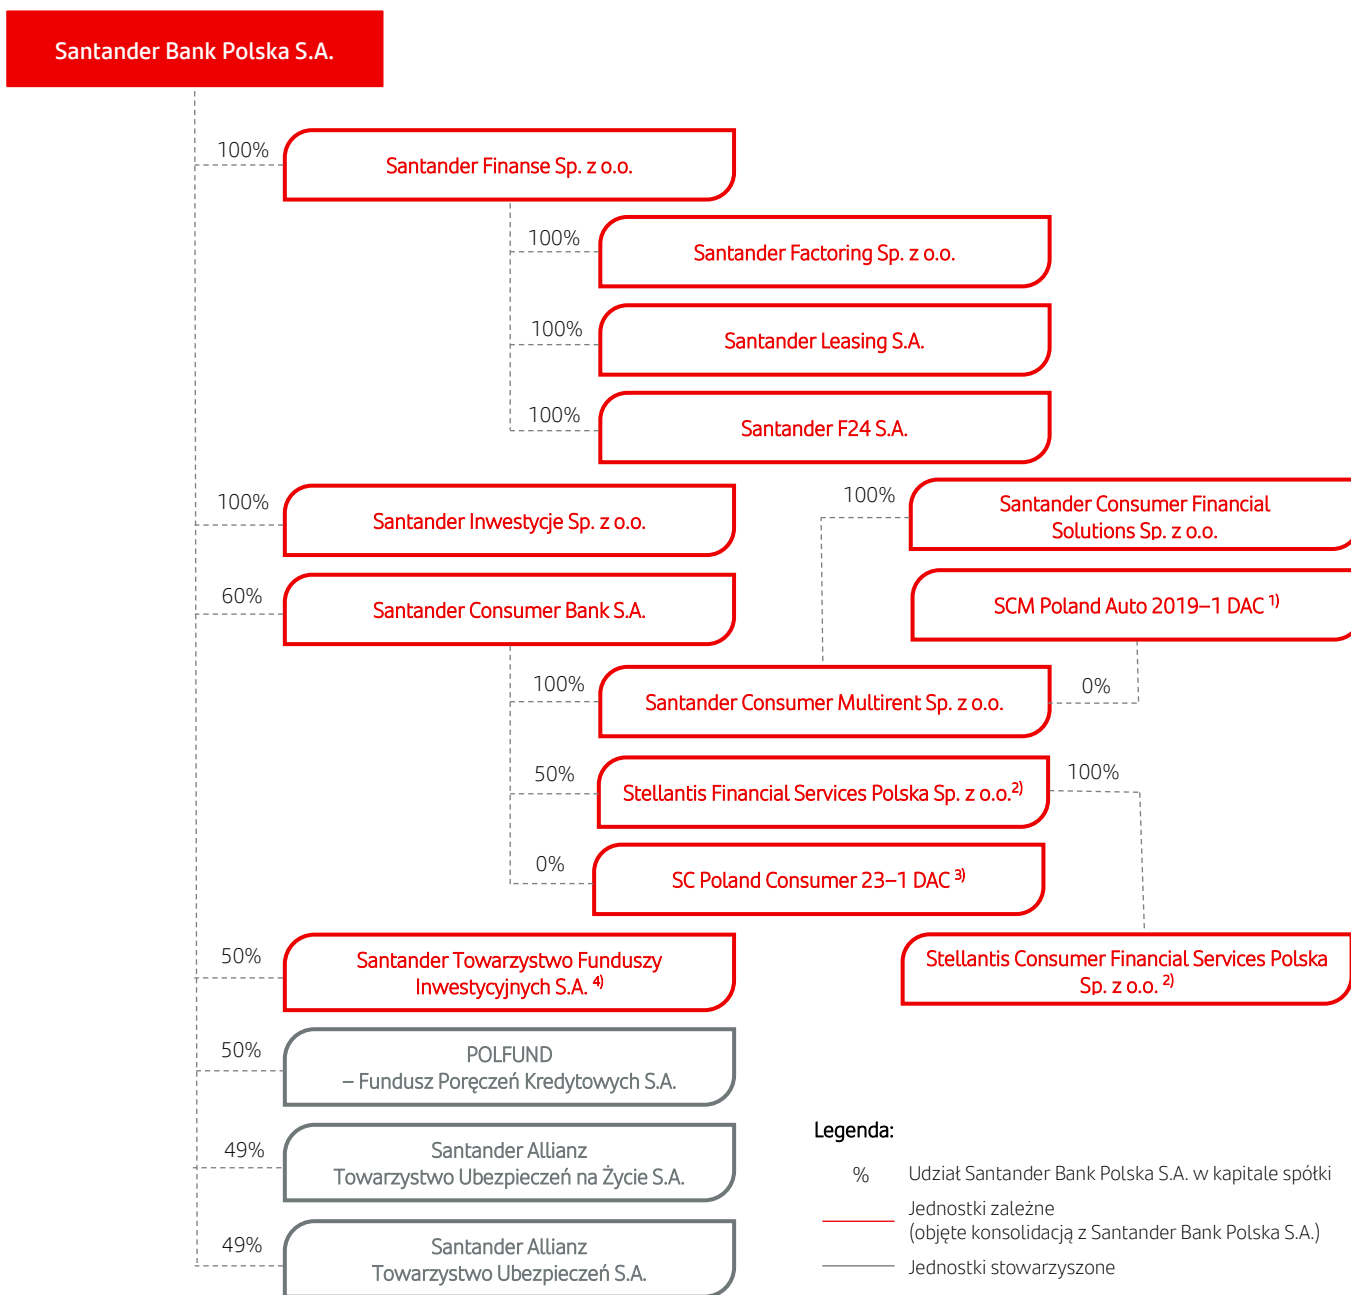 Santander Bank Polska S.A.
100%
Santander Finanse Sp. z o.o.
100%
Santander Factoring Sp. z o.o.
100%
Santander Leasing S.A.
100%
Santander F24 S.A.
100%
Santander Inwestycje Sp. z o.o.
100%
Santander Consumer Financial
Solutions Sp. z o.o.
60%
Santander Consumer Bank S.A.
SCM Poland Auto 2019–1 DAC ¹⁾
100%
Santander Consumer Multirent Sp. z o.o.
0%
50%
Stellantis Financial Services Polska Sp. z o.o.²⁾
100%
0%
SC Poland Consumer 23–1 DAC ³⁾
50%
Santander Towarzystwo Funduszy
Inwestycyjnych S.A. ⁴⁾
Stellantis Consumer Financial Services Polska
Sp. z o.o. ²⁾
50%
POLFUND
– Fundusz Poręczeń Kredytowych S.A.
49%
Santander Allianz
Towarzystwo Ubezpieczeń na Życie S.A.
49%
Santander Allianz
Towarzystwo Ubezpieczeń S.A.
Legenda:
% Udział Santander Bank Polska S.A. w kapitale spółki
Jednostki zależne
(objęte konsolidacją z Santander Bank Polska S.A.)
Jednostki stowarzyszone